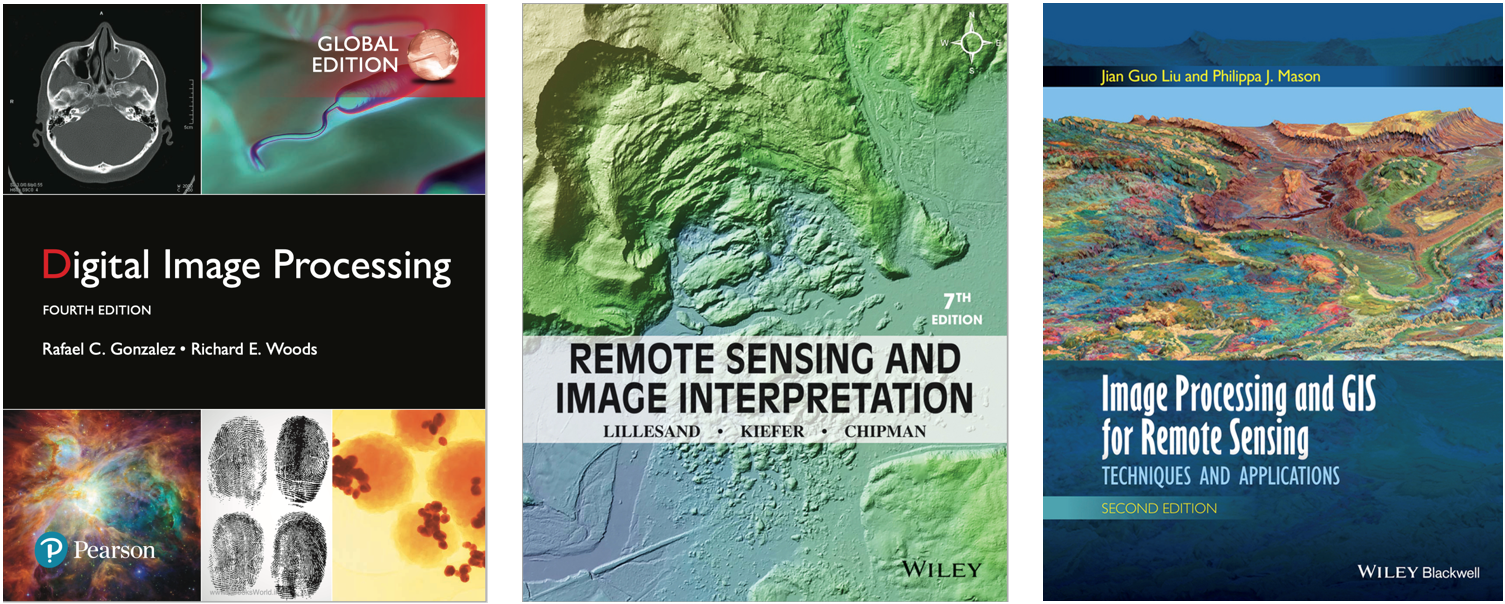 A
R
GLOBAL
EDITION
Digital Image Processing
FOURTH EDITION
Rafael C. Gonzalez • Richard E. Woods
Pearson
N
W
E
S
7TH
EDITION
REMOTE SENSING AND
IMAGE INTERPRETATION
LILLESAND • KIEFER • CHIPMAN
WILEY
Jian Guo Liu and Philippa J. Mason
Image Processing and GIS
for Remote Sensing
TECHNIQUES AND APPLICATIONS
SECOND EDITION
WILEY Blackwell